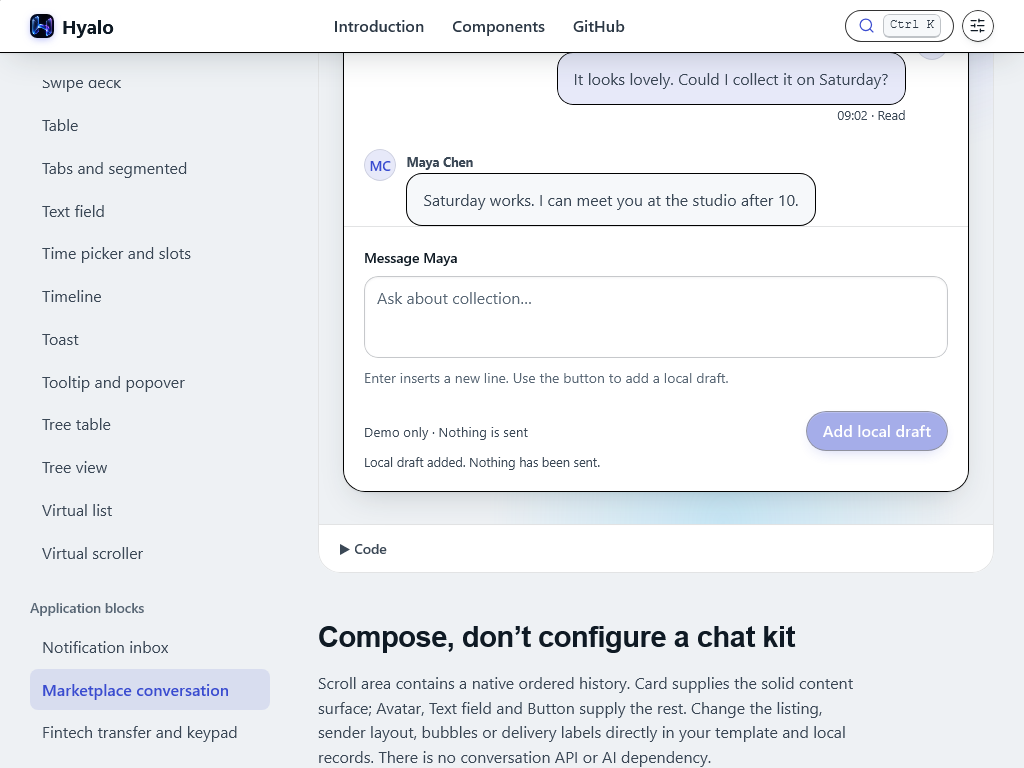 Hyalo
Introduction
Components
GitHub
Ctrl K
Swipe deck
Table
Tabs and segmented
Text field
Time picker and slots
Timeline
Toast
Tooltip and popover
Tree table
Tree view
Virtual list
Virtual scroller
Application blocks
Notification inbox
Marketplace conversation
Fintech transfer and keypad
It looks lovely. Could I collect it on Saturday?
09:02 · Read
MC
Maya Chen
Saturday works. I can meet you at the studio after 10.
Message Maya
Ask about collection...
Enter inserts a new line. Use the button to add a local draft.
Demo only · Nothing is sent
Add local draft
Local draft added. Nothing has been sent.
▶ Code
Compose, don’t configure a chat kit
Scroll area contains a native ordered history. Card supplies the solid content
surface; Avatar, Text field and Button supply the rest. Change the listing,
sender layout, bubbles or delivery labels directly in your template and local
records. There is no conversation API or AI dependency.